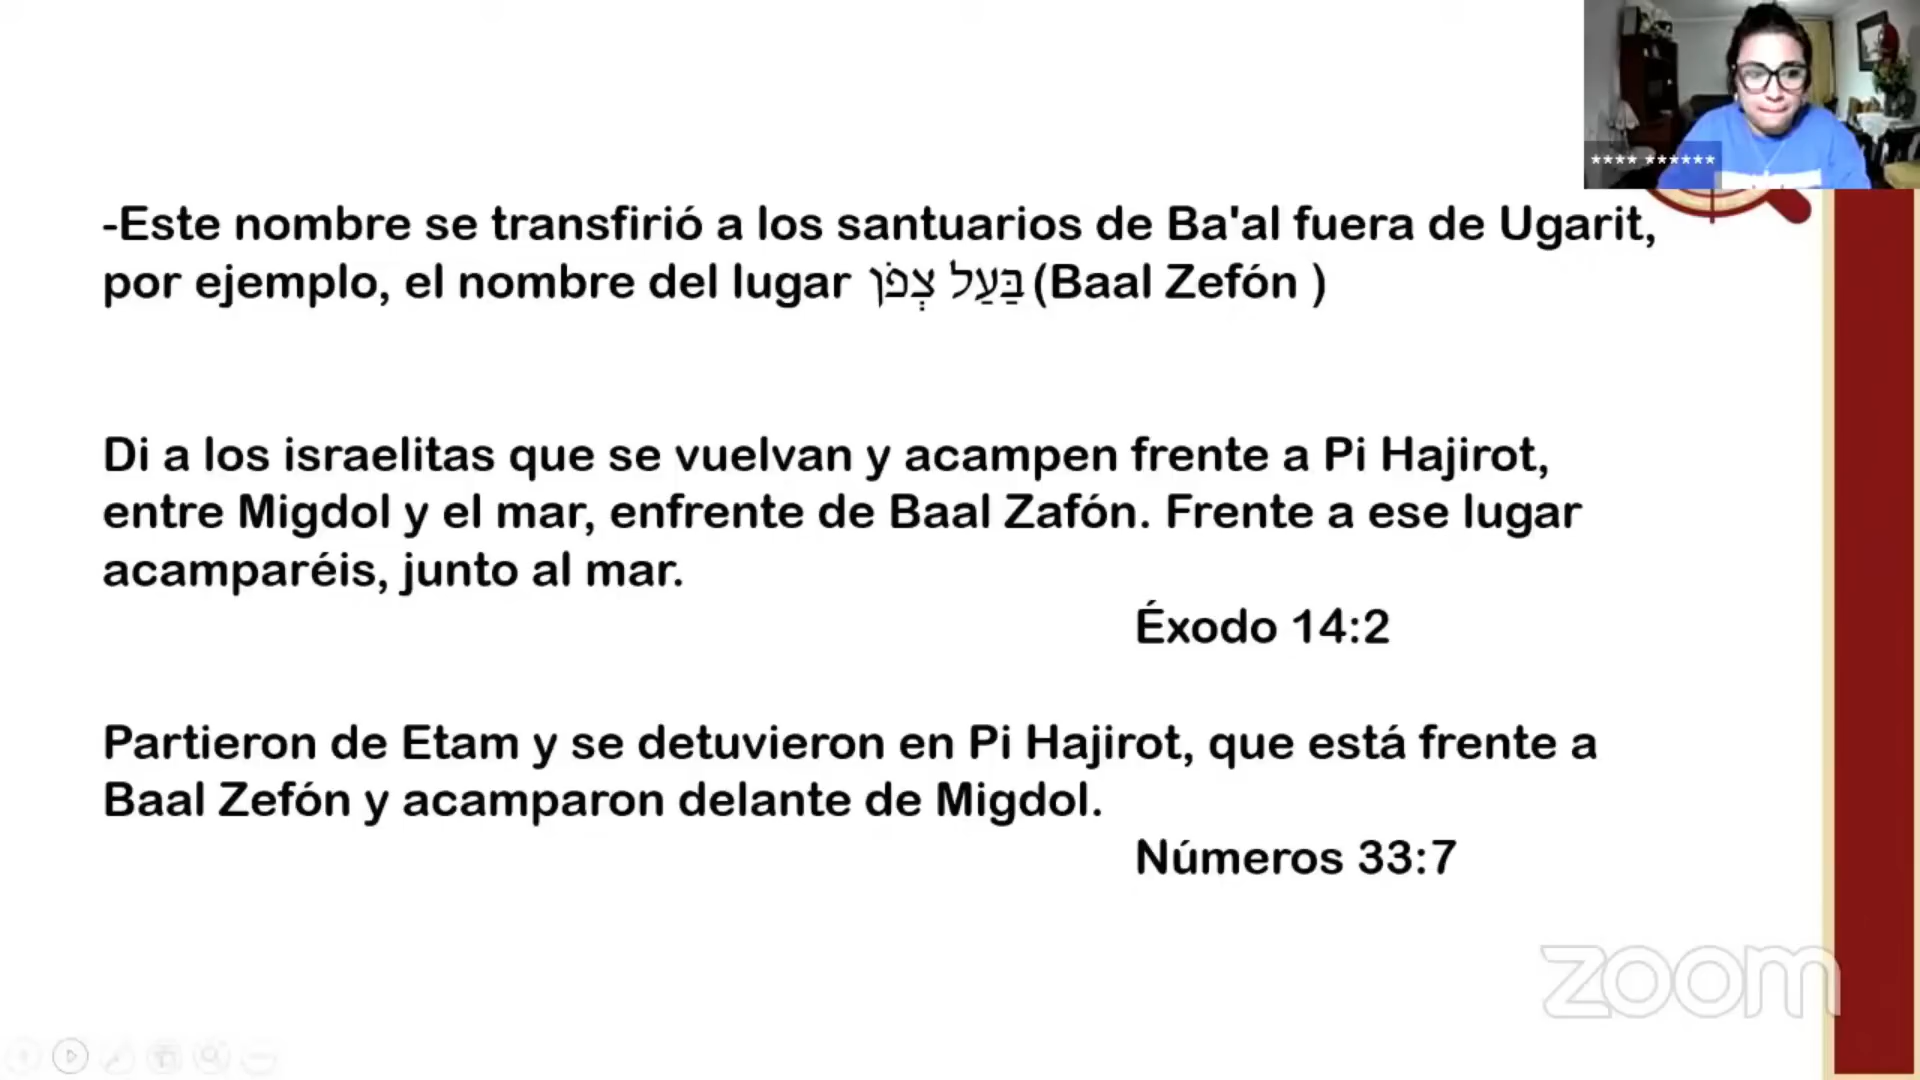 **** ******
-Este nombre se transfirió a los santuarios de Ba'al fuera de Ugarit,
por ejemplo, el nombre del lugar בַּעַל צְפֹן (Baal Zefón )
Di a los israelitas que se vuelvan y acampen frente a Pi Hajirot,
entre Migdol y el mar, enfrente de Baal Zafón. Frente a ese lugar
acamparéis, junto al mar.
Éxodo 14:2
Partieron de Etam y se detuvieron en Pi Hajirot, que está frente a
Baal Zefón y acamparon delante de Migdol.
Números 33:7
zoom